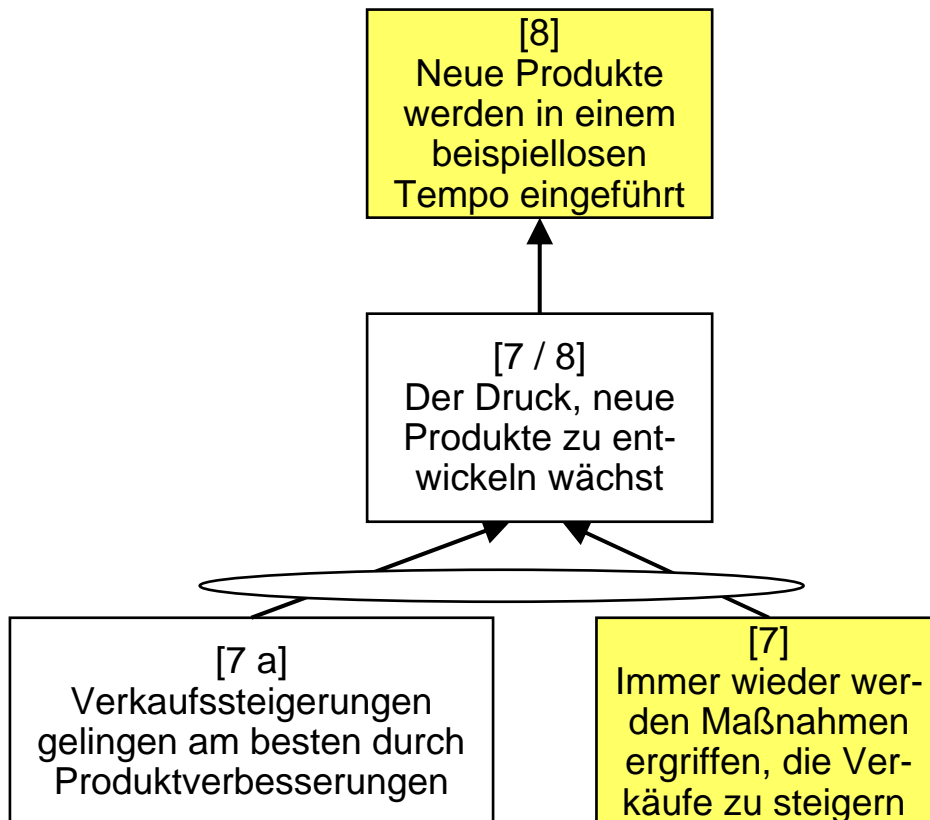 [8]
Neue Produkte
werden in einem
beispiellosen
Tempo eingeführt
[7 / 8]
Der Druck, neue
Produkte zu ent-
wickeln wächst
[7 a]
Verkaufssteigerungen
gelingen am besten durch
Produktverbesserungen
[7]
Immer wieder wer-
den Maßnahmen
ergriffen, die Ver-
käufe zu steigern